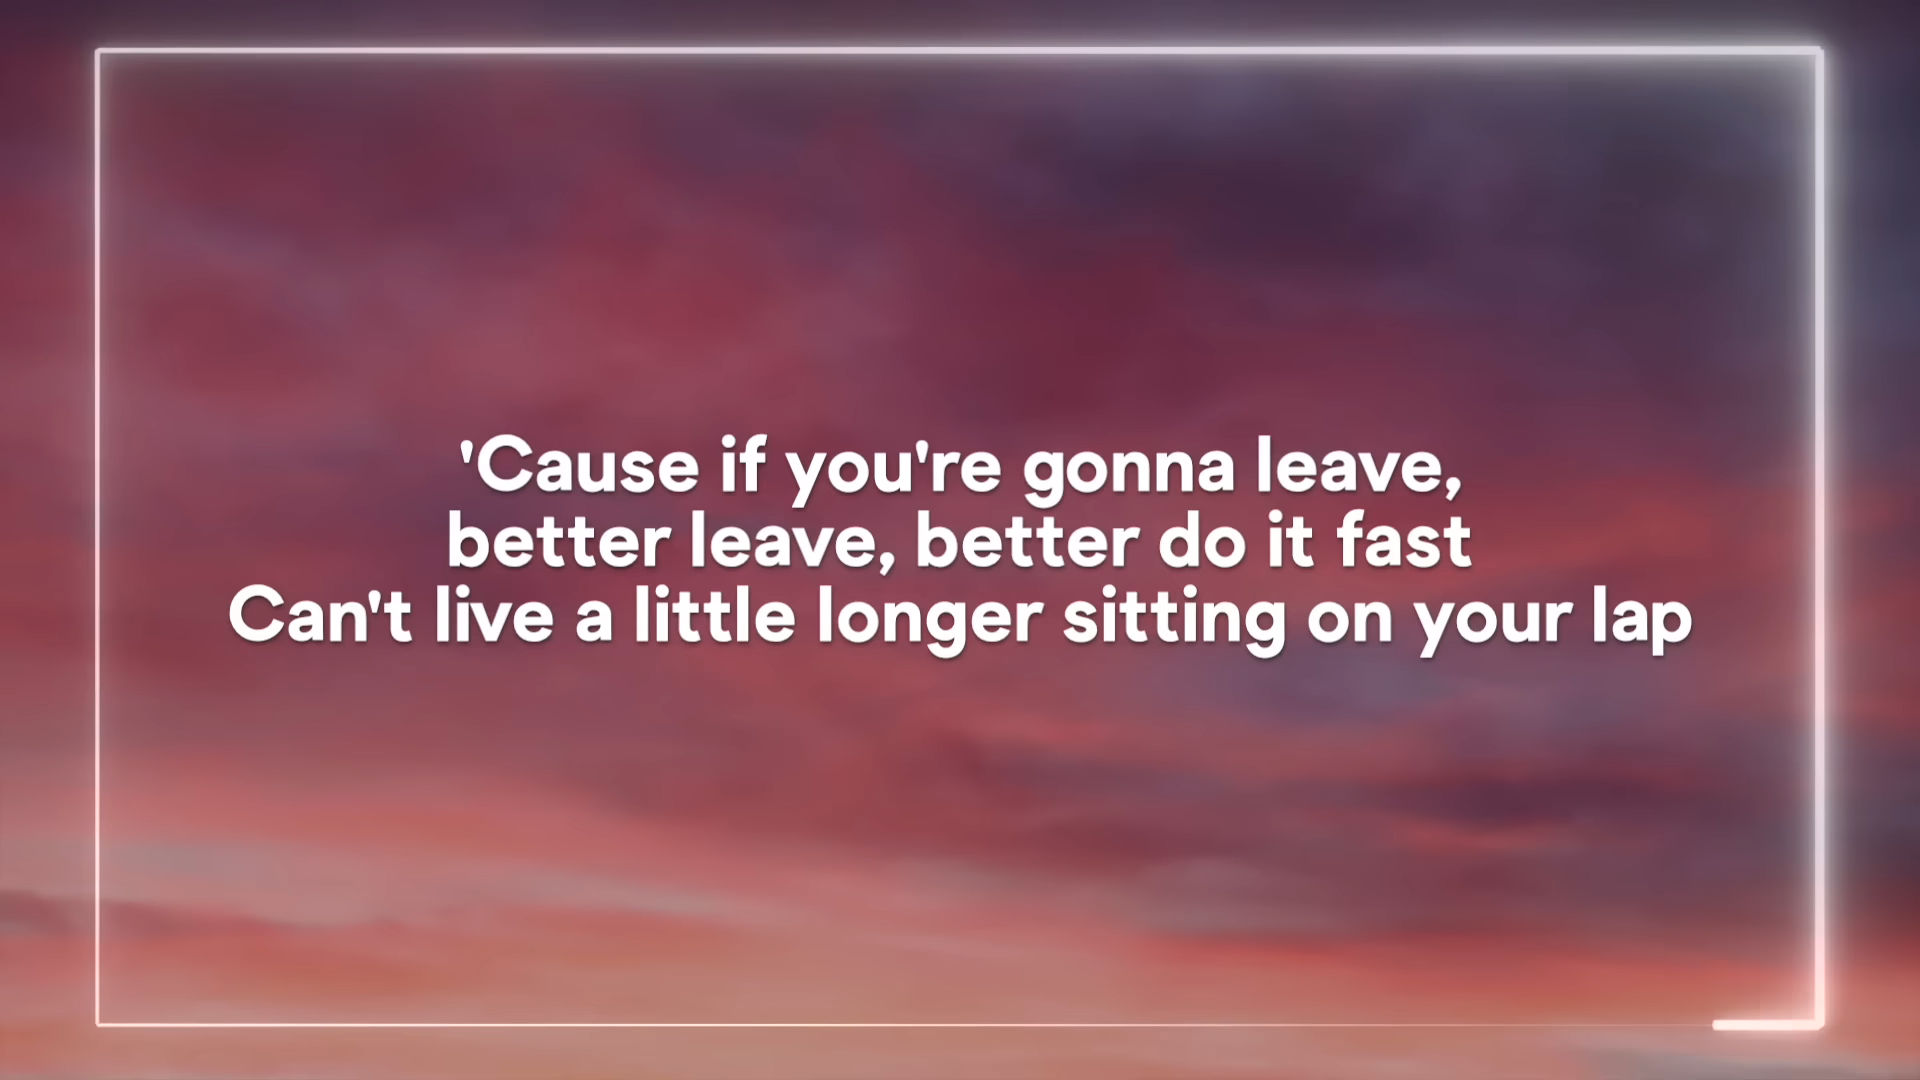 'Cause if you're gonna leave,
better leave, better do it fast
Can't live a little longer sitting on your lap